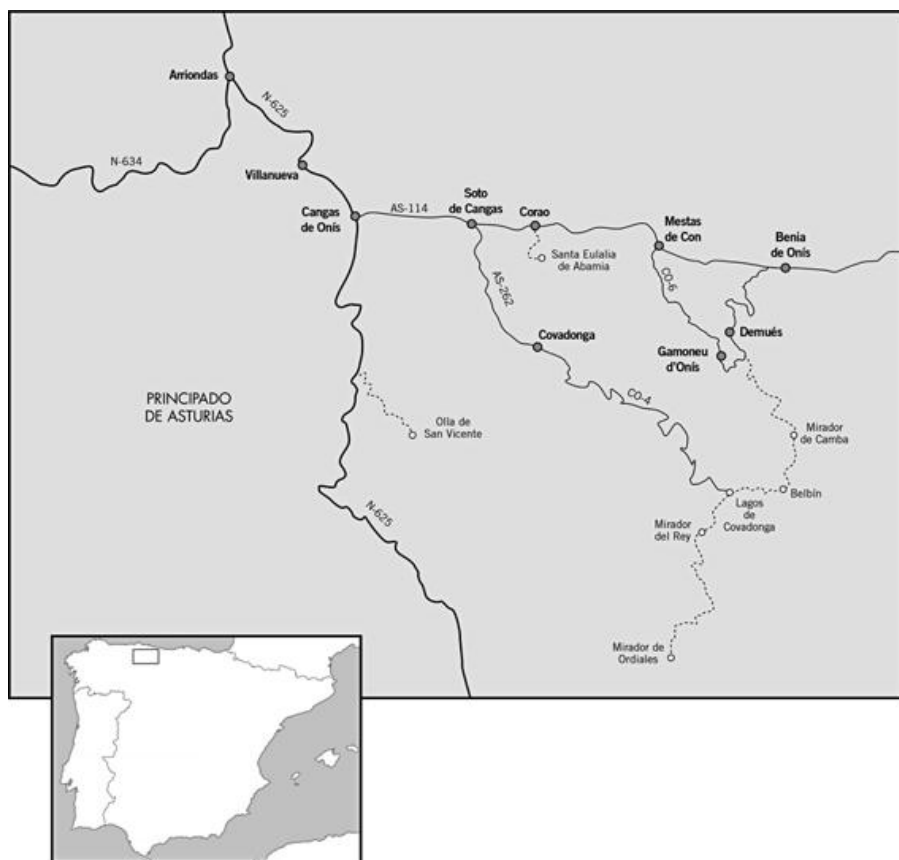 Arriondas
N-625
N-634
Villanueva
Cangas
de Onís
AS-114
Soto
de Cangas
Corao
Mestas
de Con
Benia
de Onís
Santa Eulalia
de Abamia
AS-262
CO-6
Covadonga
Demués
Gamoneu
d'Onís
PRINCIPADO
DE ASTURIAS
CO-4
Olla de
San Vicente
Mirador
de Camba
Belbín
Lagos
de
Covadonga
N-625
Mirador
del Rey
Mirador de
Ordiales